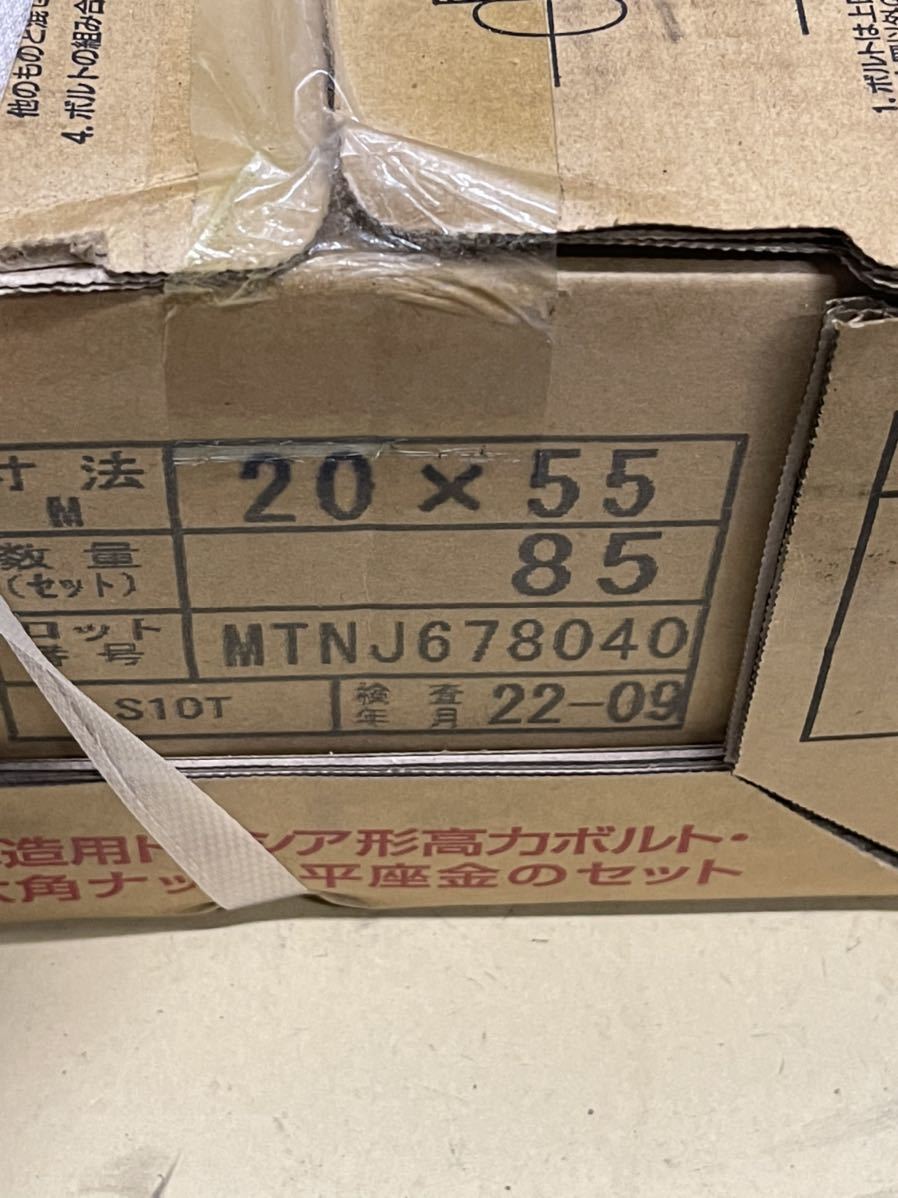 他のものと混
4. ボルトの組み合
1. ボルトは上
寸法 M 20×55
数量 (セット) 85
ロット番号 MTNJ678040
S10T 検査年月 22-09
造用ト シア形高力ボルト・
六角ナッ 平座金のセット